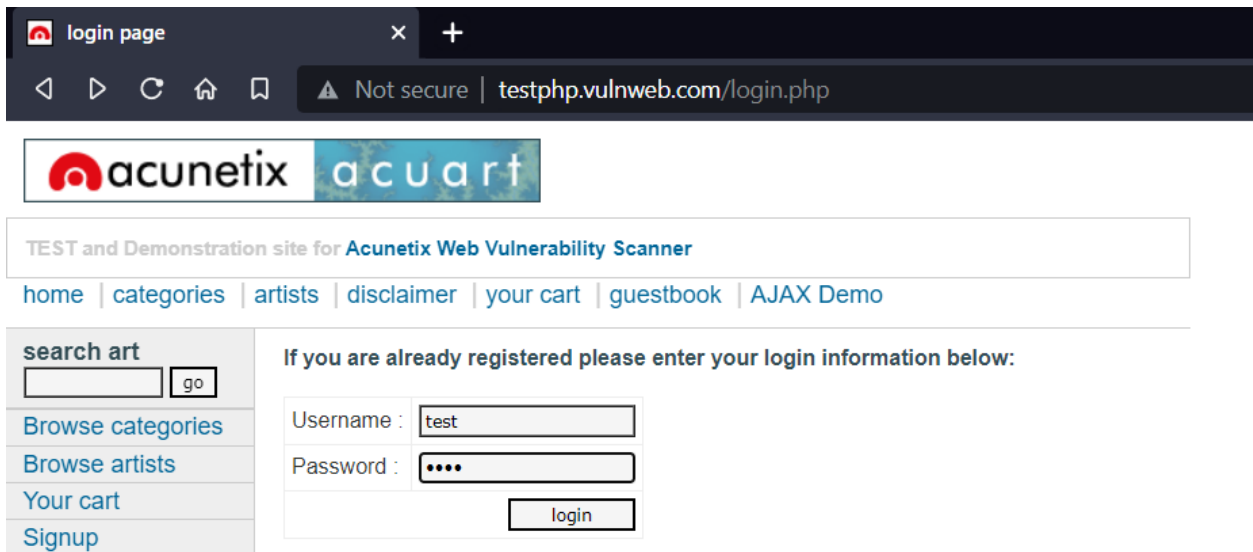 login page
Not secure | testphp.vulnweb.com/login.php
acunetix acuart
TEST and Demonstration site for Acunetix Web Vulnerability Scanner
home | categories | artists | disclaimer | your cart | guestbook | AJAX Demo
search art
go
Browse categories
Browse artists
Your cart
Signup
If you are already registered please enter your login information below:
Username : test
Password : ••••
login